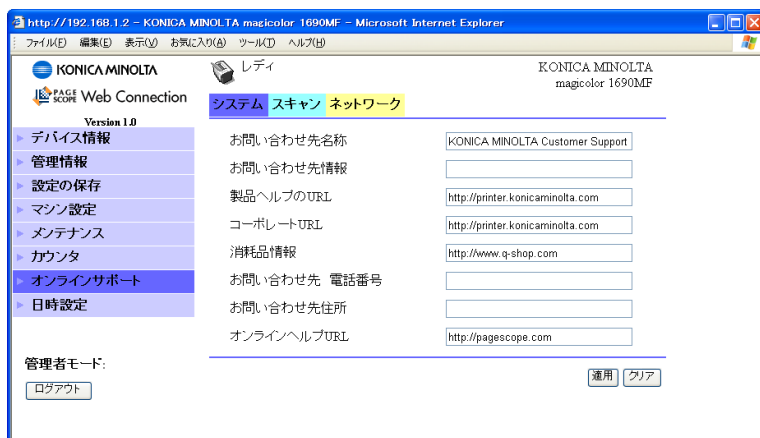 http://192.168.1.2 - KONICA MINOLTA magicolor 1690MF - Microsoft Internet Explorer
ファイル(F) 編集(E) 表示(V) お気に入り(A) ツール(T) ヘルプ(H)
KONICA MINOLTA
レディ
KONICA MINOLTA
magicolor 1690MF
PAGE SCOPE Web Connection
Version 1.0
システム スキャン ネットワーク
デバイス情報
管理情報
設定の保存
マシン設定
メンテナンス
カウンタ
オンラインサポート
日時設定
管理者モード:
ログアウト
お問い合わせ先名称 KONICA MINOLTA Customer Support
お問い合わせ先情報
製品ヘルプのURL http://printer.konicaminolta.com
コーポレートURL http://printer.konicaminolta.com
消耗品情報 http://www.q-shop.com
お問い合わせ先 電話番号
お問い合わせ先住所
オンラインヘルプURL http://pagescope.com
適用 クリア